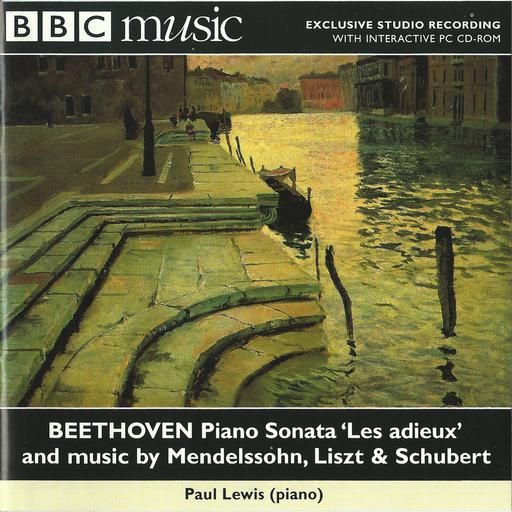 BBC music
EXCLUSIVE STUDIO RECORDING
WITH INTERACTIVE PC CD-ROM
BEETHOVEN Piano Sonata ‘Les adieux’
and music by Mendelssohn, Liszt & Schubert
Paul Lewis (piano)